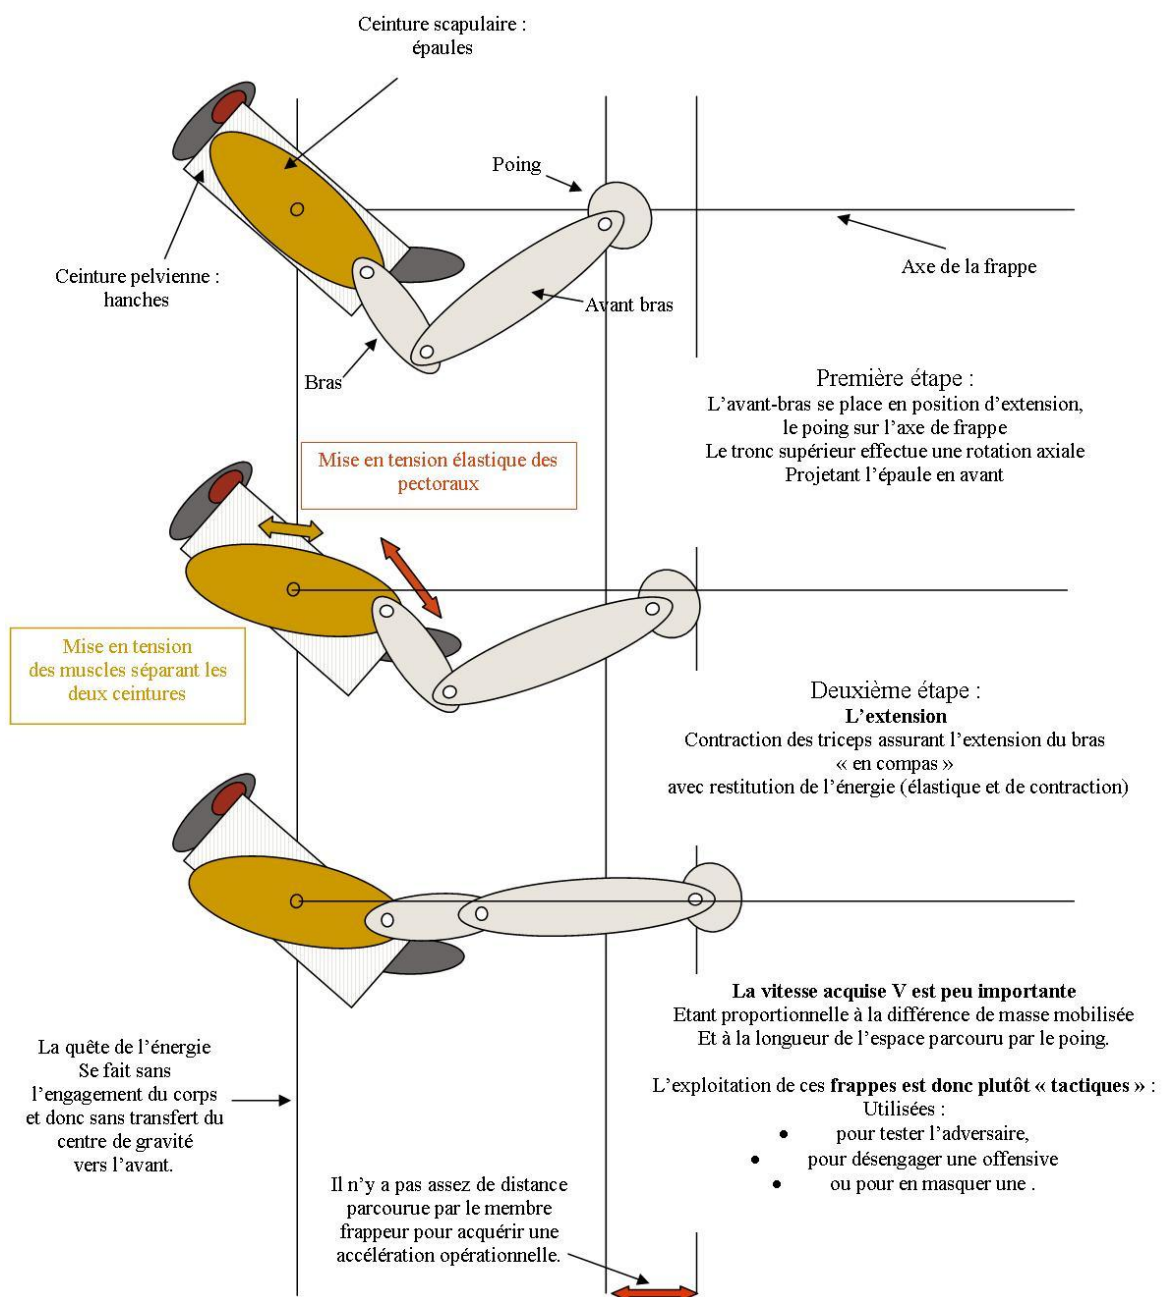 Ceinture scapulaire :
épaules
Poing
Ceinture pelvienne :
hanches
Axe de la frappe
Avant bras
Bras
Première étape :
L’avant-bras se place en position d’extension,
le poing sur l’axe de frappe
Le tronc supérieur effectue une rotation axiale
Projetant l’épaule en avant
Mise en tension élastique des
pectoraux
Mise en tension
des muscles séparant les
deux ceintures
Deuxième étape :
L’extension
Contraction des triceps assurant l’extension du bras
« en compas »
avec restitution de l’énergie (élastique et de contraction)
La vitesse acquise V est peu importante
Etant proportionnelle à la différence de masse mobilisée
Et à la longueur de l’espace parcouru par le poing.
La quête de l’énergie
Se fait sans
l’engagement du corps
et donc sans transfert du
centre de gravité
vers l’avant.
L’exploitation de ces frappes est donc plutôt « tactiques » :
Utilisées :
• pour tester l’adversaire,
• pour désengager une offensive
• ou pour en masquer une .
Il n’y a pas assez de distance
parcourue par le membre
frappeur pour acquérir une
accélération opérationnelle.